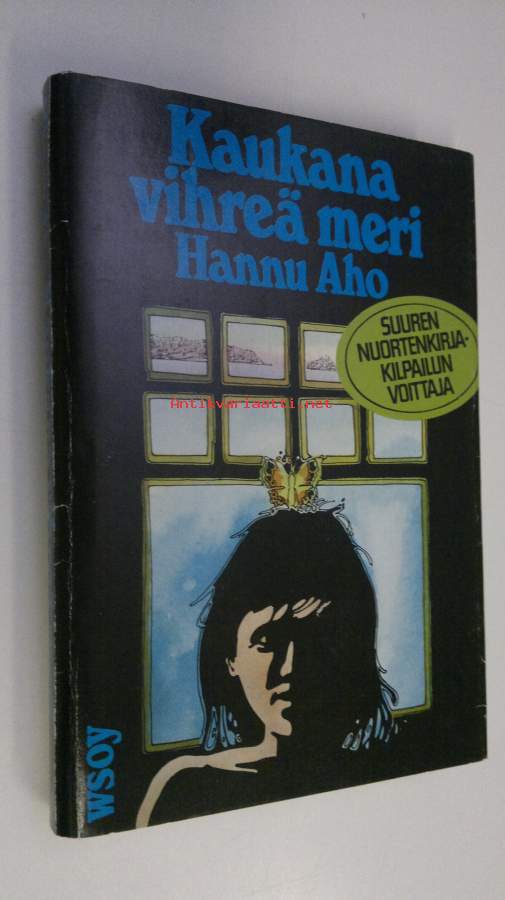 Kaukana
vihreä meri
Hannu Aho
SUUREN
NUORTENKIRJA-
KILPAILUN
VOITTAJA
Antikvariaatti.net
wsoy